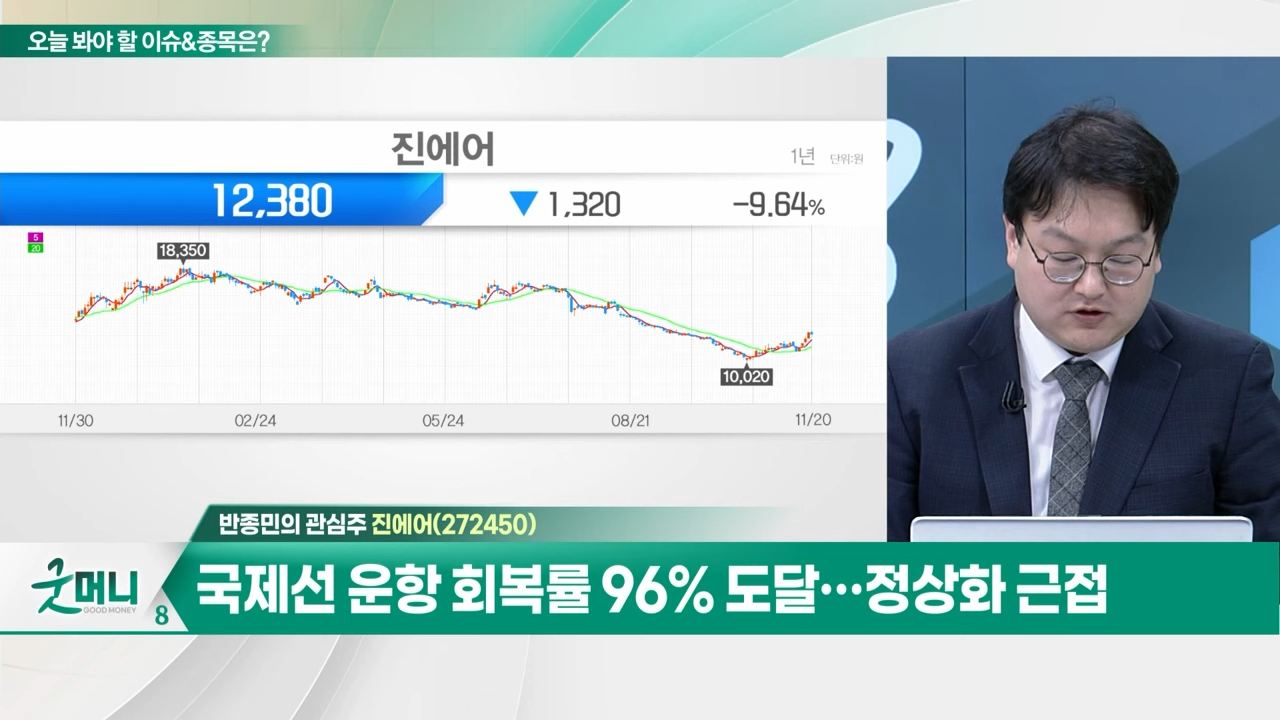 오늘 봐야 할 이슈&종목은?
진에어
1년 단위:원
12,380 ▼ 1,320 -9.64%
5
20
18,350
10,020
11/30 02/24 05/24 08/21 11/20
반종민의 관심주 진에어(272450)
굿머니
GOOD MONEY
8
국제선 운항 회복률 96% 도달…정상화 근접